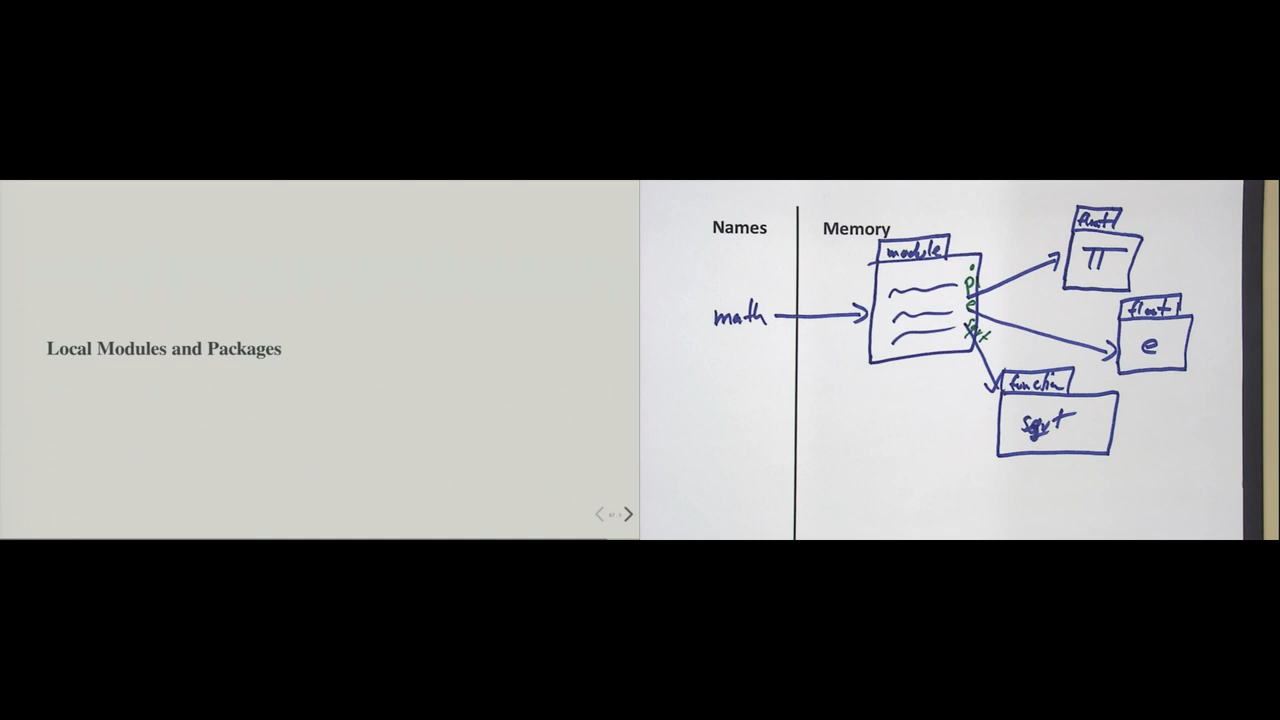 Local Modules and Packages
Names
Memory
module
float
π
math
p
e
float
e
function
sqrt